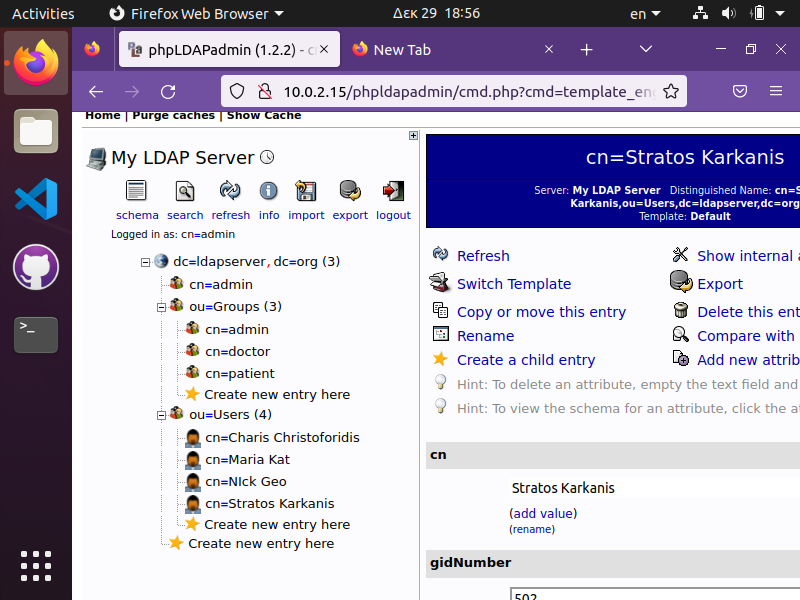 Activities Firefox Web Browser Δεκ 29 18:56 en
phpLDAPadmin (1.2.2) - c New Tab
10.0.2.15/phpldapadmin/cmd.php?cmd=template_en
Home | Purge caches | Show Cache
My LDAP Server
schema search refresh info import export logout
Logged in as: cn=admin
dc=ldapserver,dc=org (3)
cn=admin
ou=Groups (3)
cn=admin
cn=doctor
cn=patient
Create new entry here
ou=Users (4)
cn=Charis Christoforidis
cn=Maria Kat
cn=NIck Geo
cn=Stratos Karkanis
Create new entry here
Create new entry here
cn=Stratos Karkanis
Server: My LDAP Server Distinguished Name: cn=S
Karkanis,ou=Users,dc=ldapserver,dc=org
Template: Default
Refresh Show internal a
Switch Template Export
Copy or move this entry Delete this ent
Rename Compare with
Create a child entry Add new attrib
Hint: To delete an attribute, empty the text field and
Hint: To view the schema for an attribute, click the at
cn
Stratos Karkanis
(add value)
(rename)
gidNumber
502